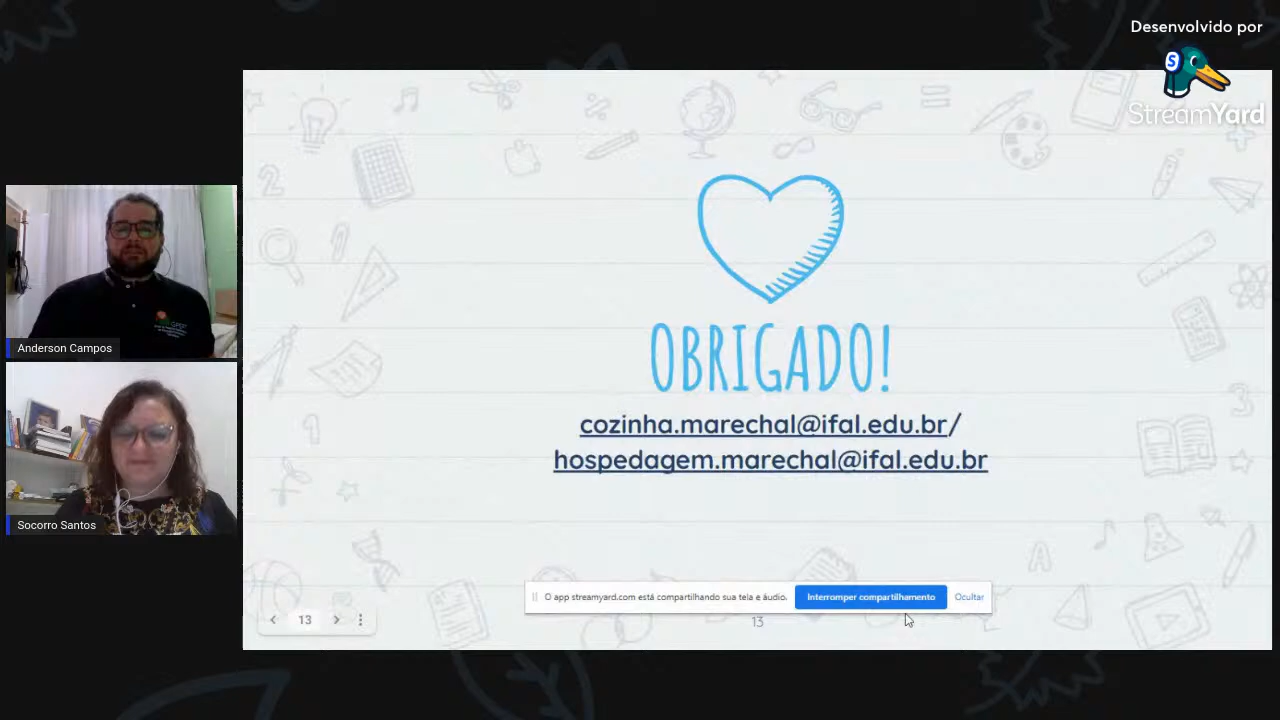 Desenvolvido por
StreamYard
Anderson Campos
Socorro Santos
OBRIGADO!
cozinha.marechal@ifal.edu.br/
hospedagem.marechal@ifal.edu.br
O app streamyard.com está compartilhando sua tela e áudio. Interromper compartilhamento Ocultar
13
13